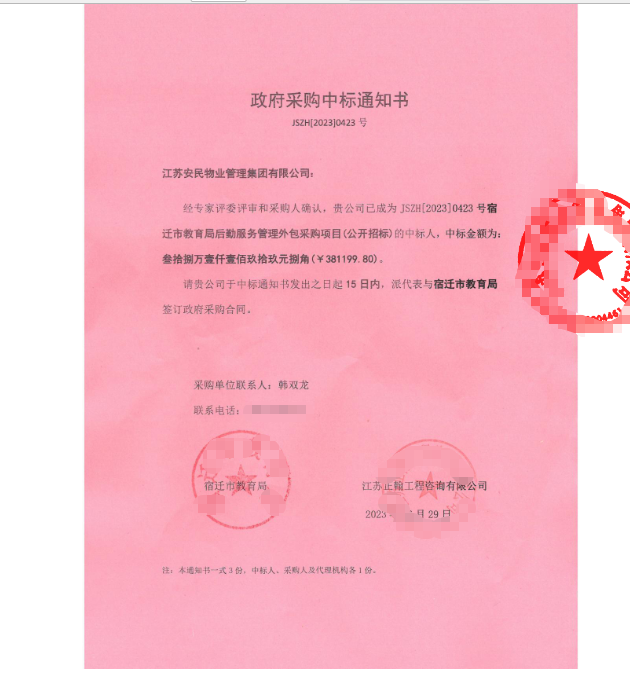 政府采购中标通知书
JSZH[2023]0423 号
江苏安民物业管理集团有限公司：
经专家评委评审和采购人确认，贵公司已成为 JSZH[2023]0423 号宿
迁市教育局后勤服务管理外包采购项目(公开招标)的中标人，中标金额为：
叁拾捌万壹仟壹佰玖拾玖元捌角(￥381199.80)。
请贵公司于中标通知书发出之日起 15 日内，派代表与宿迁市教育局
签订政府采购合同。
采购单位联系人：韩双龙
联系电话：
宿迁市教育局
江苏正翰工程咨询有限公司
2023 月 29 日
注：本通知书一式 3 份，中标人、采购人及代理机构各 1 份。